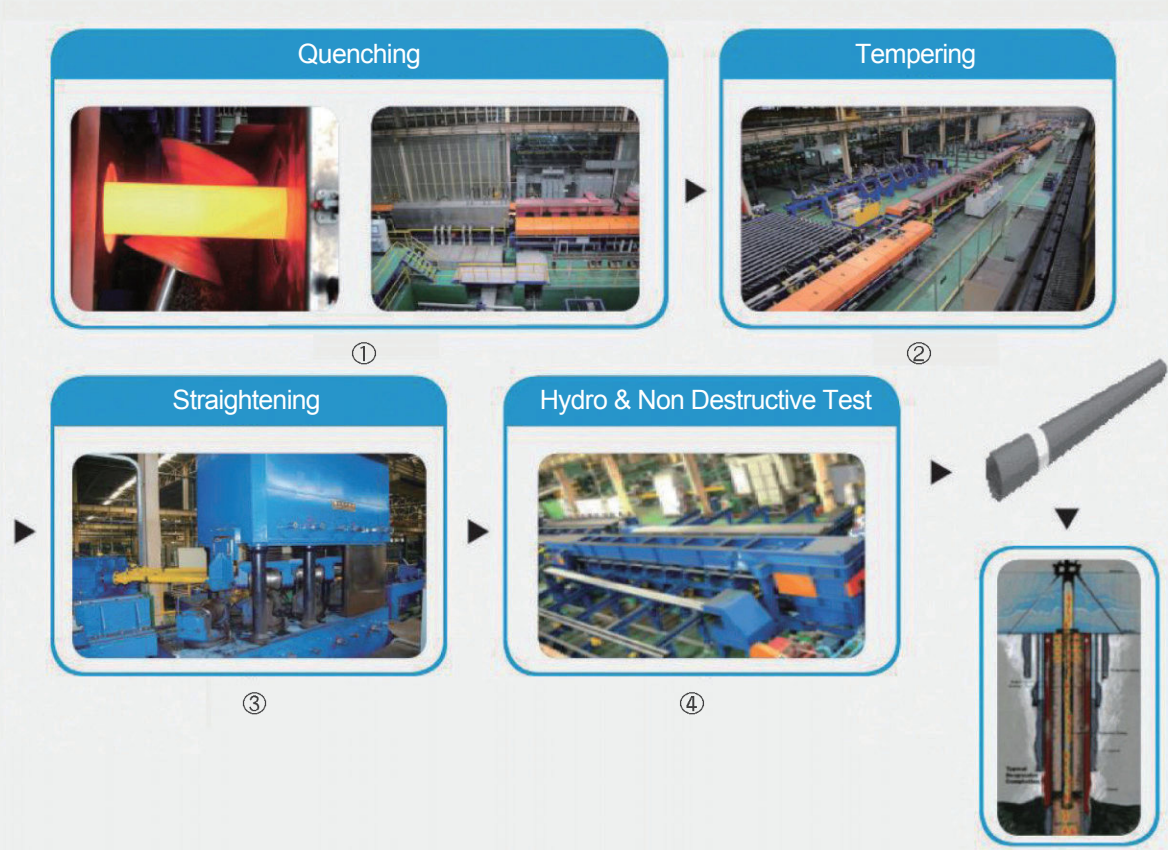 Quenching
Tempering
①
②
Straightening
Hydro & Non Destructive Test
③
④